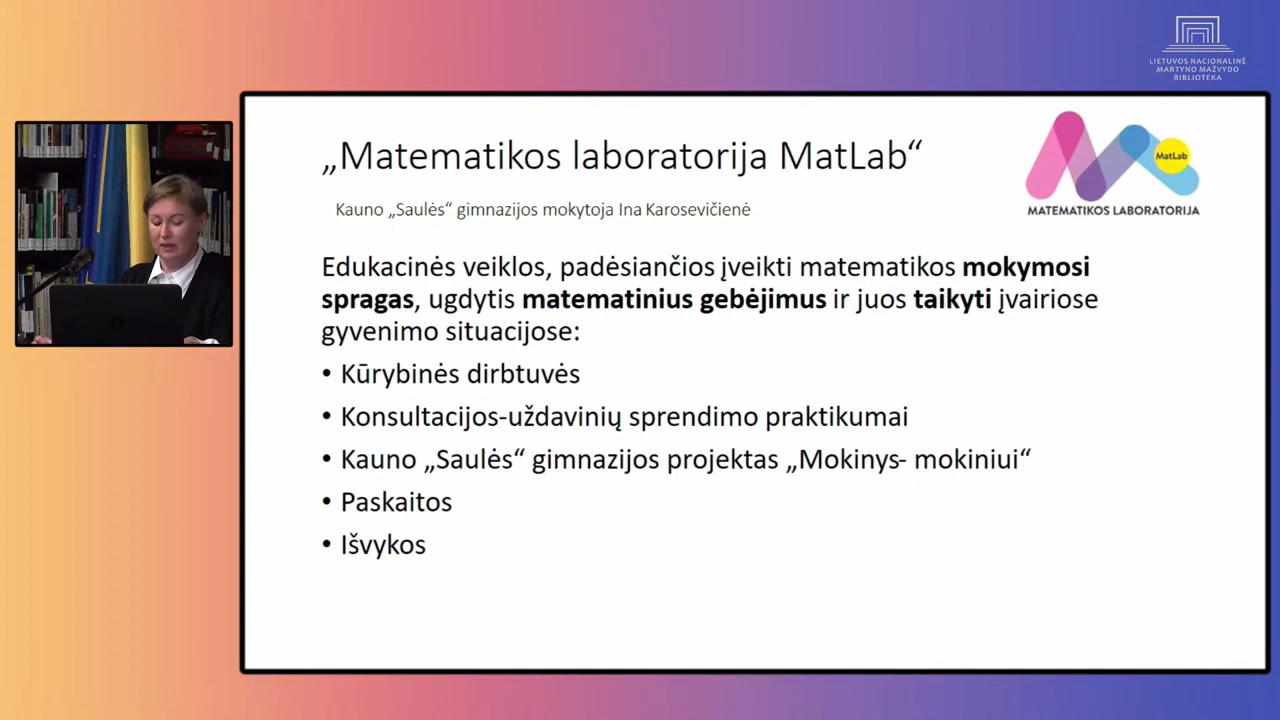 LIETUVOS NACIONALINĖ
MARTYNO MAŽVYDO
BIBLIOTEKA
„Matematikos laboratorija MatLab“
MatLab
MATEMATIKOS LABORATORIJA
Kauno „Saulės“ gimnazijos mokytoja Ina Karosevičienė
Edukacinės veiklos, padėsiančios įveikti matematikos mokymosi
spragas, ugdytis matematinius gebėjimus ir juos taikyti įvairiose
gyvenimo situacijose:
• Kūrybinės dirbtuvės
• Konsultacijos-uždavinių sprendimo praktikumai
• Kauno „Saulės“ gimnazijos projektas „Mokinys- mokiniui“
• Paskaitos
• Išvykos